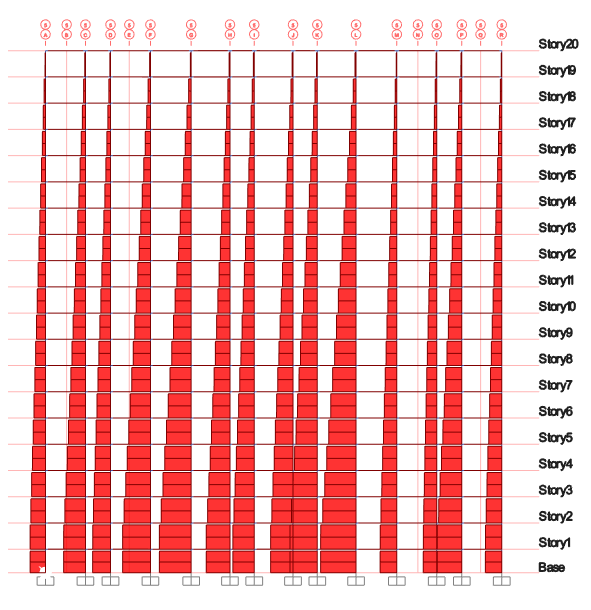 A B C D E F G H I J K L M N O P Q R
Story20
Story19
Story18
Story17
Story16
Story15
Story14
Story13
Story12
Story11
Story10
Story9
Story8
Story7
Story6
Story5
Story4
Story3
Story2
Story1
Base